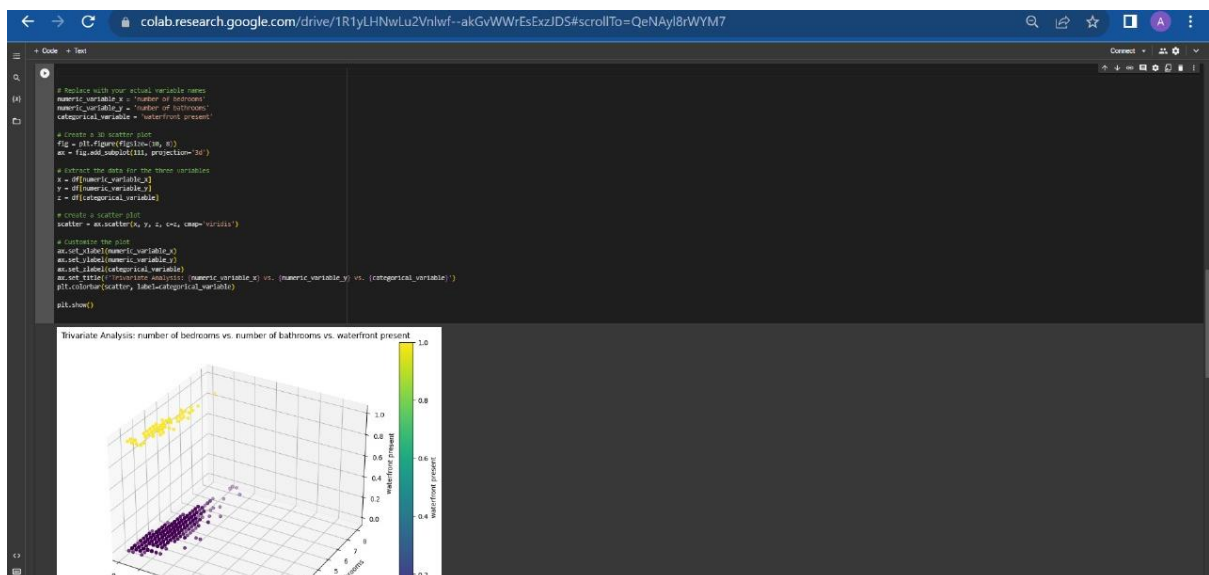 colab.research.google.com/drive/1R1yLHNwLu2Vnlwf--akGvWWrEsExzJDS#scrollTo=QeNAyl8rWYM7
A
+ Code + Text
Connect
{x}
# Replace with your actual variable names
numeric_variable_x = 'number of bedrooms'
numeric_variable_y = 'number of bathrooms'
categorical_variable = 'waterfront present'
# Create a 3D scatter plot
fig = plt.figure(figsize=(10, 8))
ax = fig.add_subplot(111, projection='3d')
# Extract the data for the three variables
x = df[numeric_variable_x]
y = df[numeric_variable_y]
z = df[categorical_variable]
# Create a scatter plot
scatter = ax.scatter(x, y, z, c=z, cmap='viridis')
# Customize the plot
ax.set_xlabel(numeric_variable_x)
ax.set_ylabel(numeric_variable_y)
ax.set_zlabel(categorical_variable)
ax.set_title(f'Trivariate Analysis: {numeric_variable_x} vs. {numeric_variable_y} vs. {categorical_variable}')
plt.colorbar(scatter, label=categorical_variable)
plt.show()
Trivariate Analysis: number of bedrooms vs. number of bathrooms vs. waterfront present
1.0
0.8
0.6
0.4
0.2
0.0
waterfront present
8
7
6
5
1.0
0.8
0.6
0.4
0.2
waterfront present